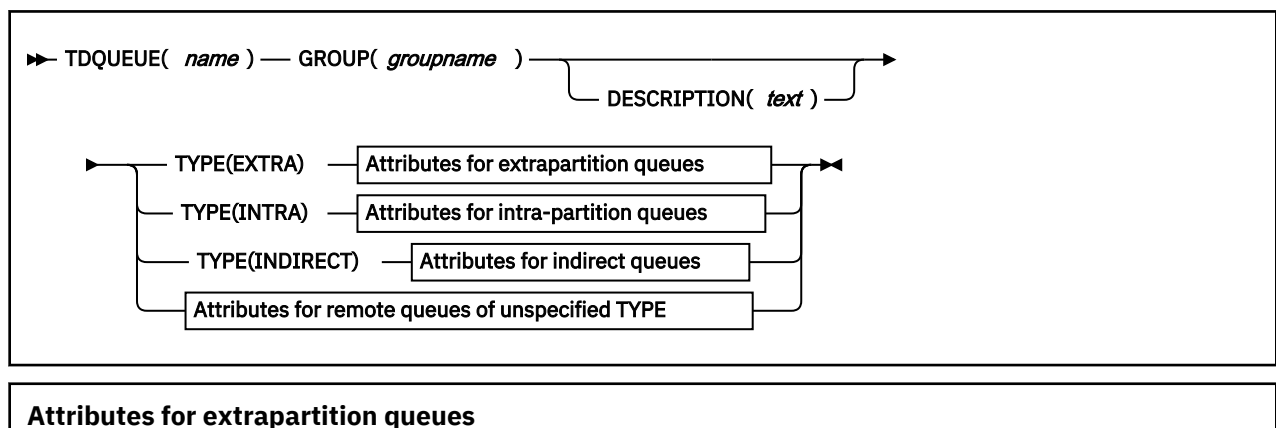 TDQUEUE( name ) GROUP( groupname )
DESCRIPTION( text )
TYPE(EXTRA) Attributes for extrapartition queues
TYPE(INTRA) Attributes for intra-partition queues
TYPE(INDIRECT) Attributes for indirect queues
Attributes for remote queues of unspecified TYPE
Attributes for extrapartition queues